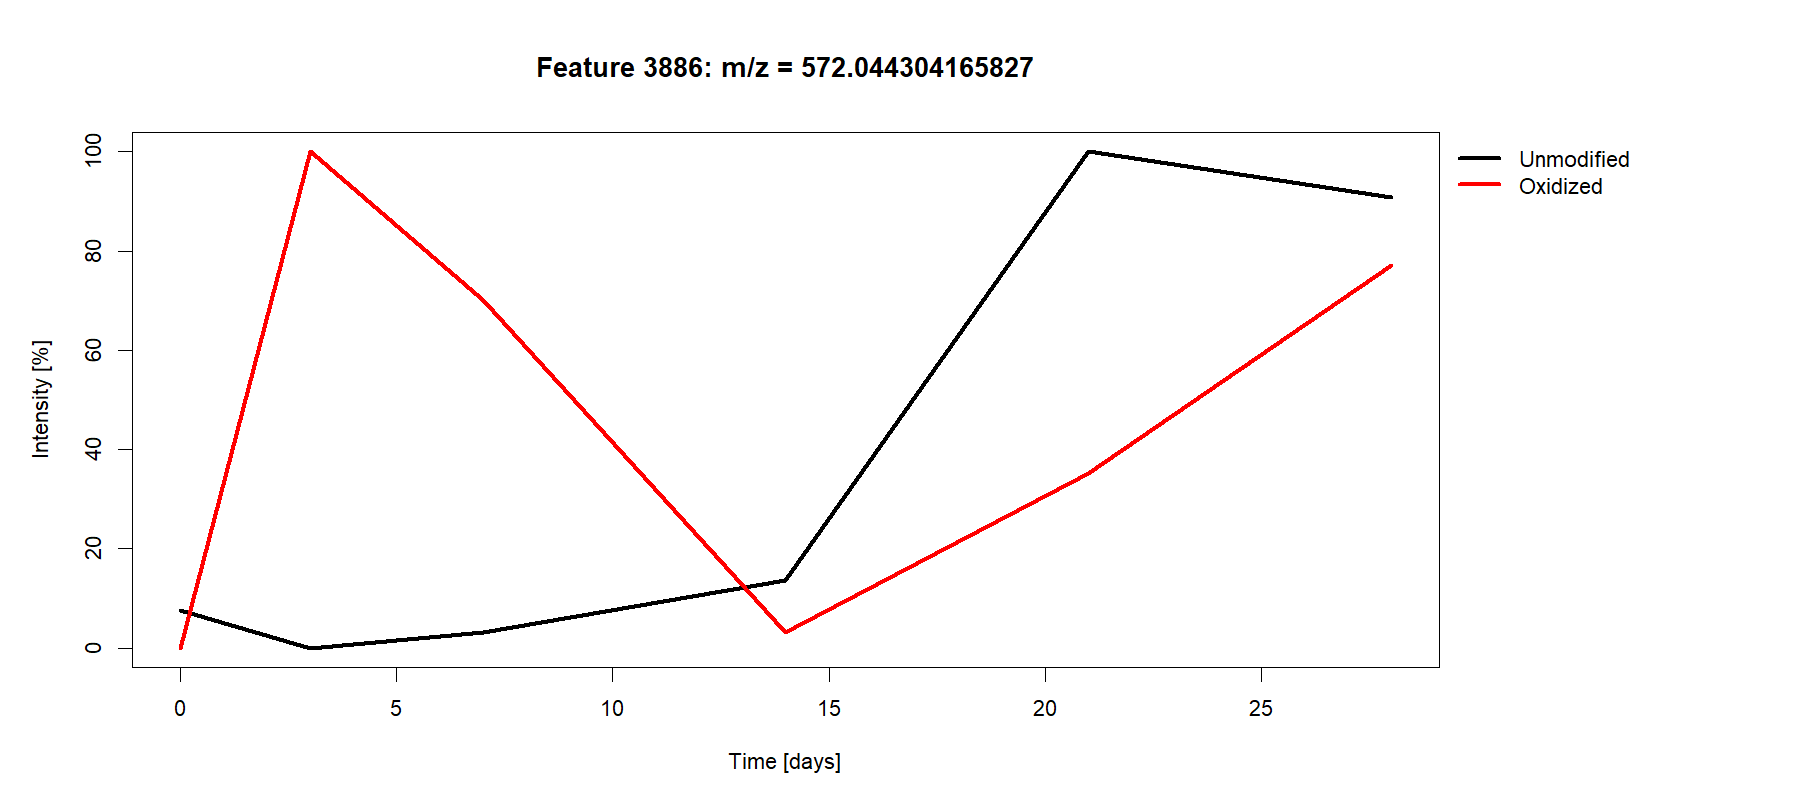 Feature 3886: m/z = 572.044304165827
Unmodified
Oxidized
Intensity [%]
100
80
60
40
20
0
0 5 10 15 20 25
Time [days]